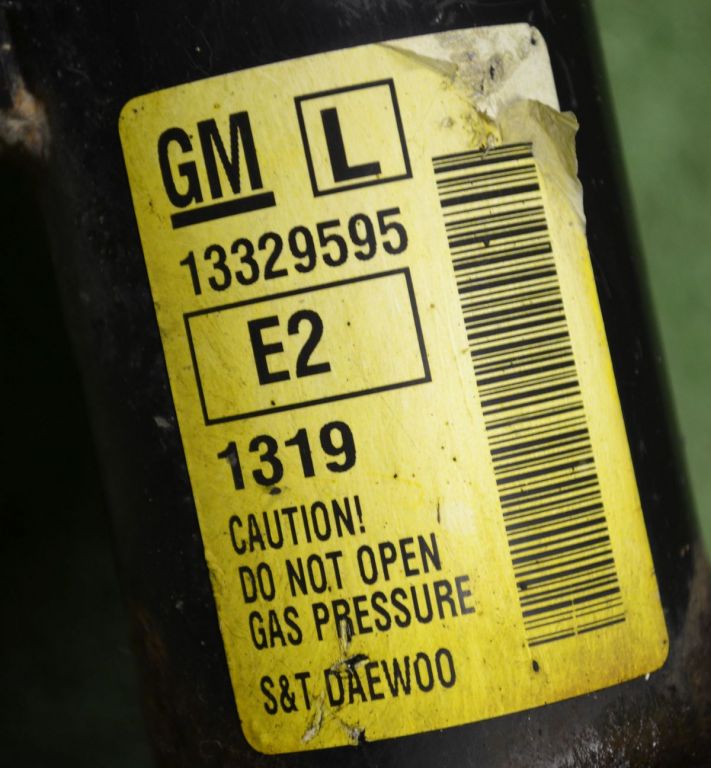 GM L
13329595
E2
1319
CAUTION!
DO NOT OPEN
GAS PRESSURE
S&T DAEWOO